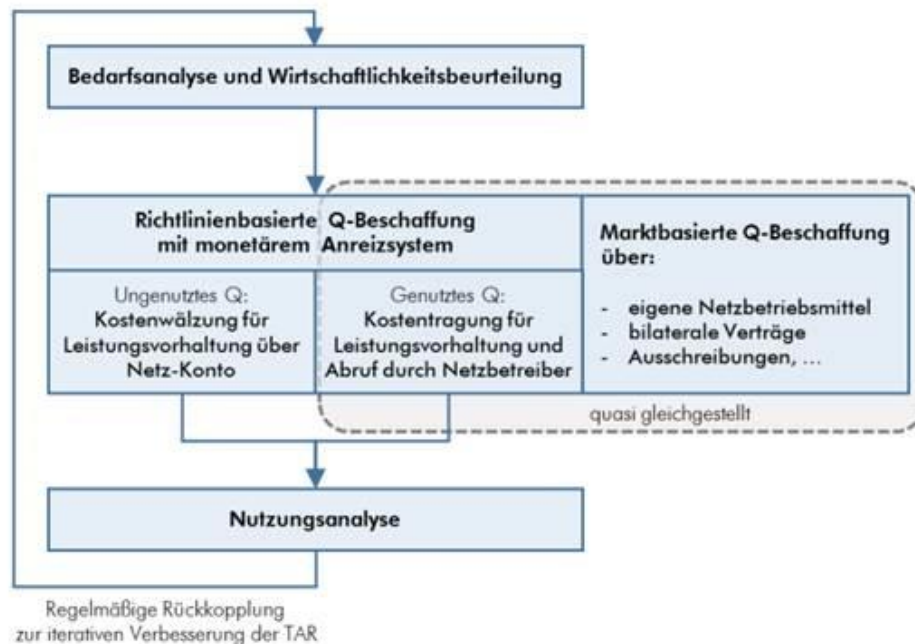 Bedarfsanalyse und Wirtschaftlichkeitsbeurteilung
Richtlinienbasierte Q-Beschaffung
mit monetärem Anreizsystem
Ungenutztes Q:
Kostenwälzung für
Leistungsvorhaltung über
Netz-Konto
Genutztes Q:
Kostentragung für
Leistungsvorhaltung und
Abruf durch Netzbetreiber
Marktbasierte Q-Beschaffung
über:
- eigene Netzbetriebsmittel
- bilaterale Verträge
- Ausschreibungen, ...
quasi gleichgestellt
Nutzungsanalyse
Regelmäßige Rückkopplung
zur iterativen Verbesserung der TAR